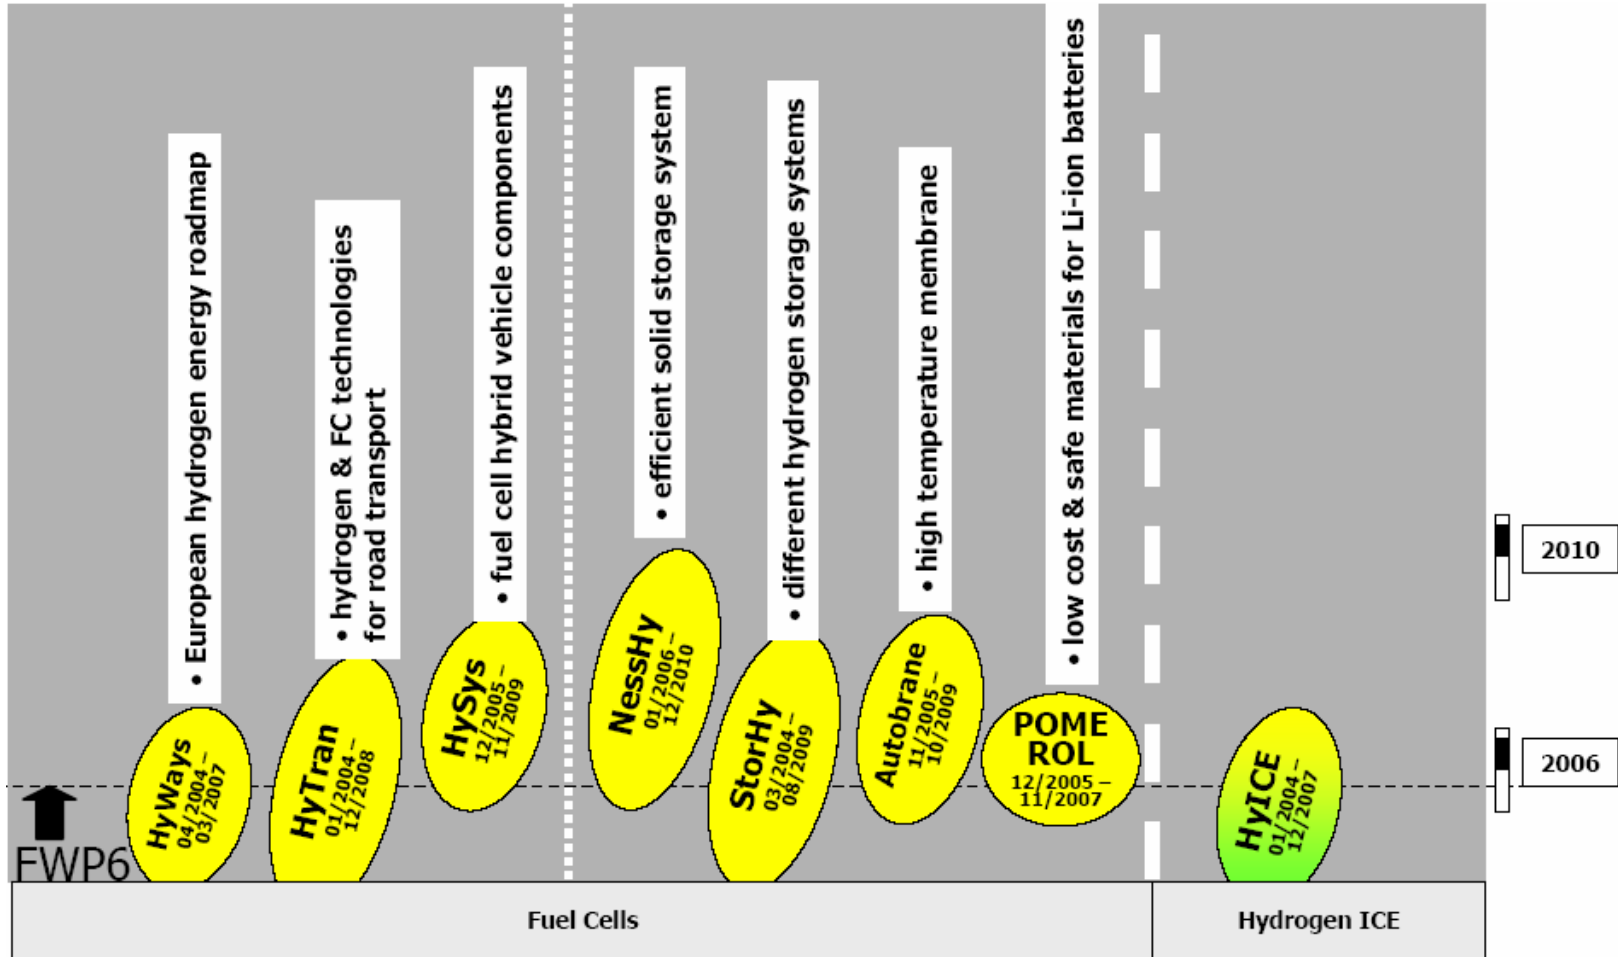 • European hydrogen energy roadmap
• hydrogen & FC technologies
for road transport
• fuel cell hybrid vehicle components
• efficient solid storage system
• different hydrogen storage systems
• high temperature membrane
• low cost & safe materials for Li-ion batteries
HyWays
04/2004 –
03/2007
HyTran
01/2004 –
12/2008
HySys
12/2005 –
11/2009
NessHy
01/2006 –
12/2010
StorHy
03/2004 –
08/2009
Autobrane
11/2005 –
10/2009
POME
ROL
12/2005 –
11/2007
HyICE
01/2004 –
12/2007
2010
2006
FWP6
Fuel Cells
Hydrogen ICE